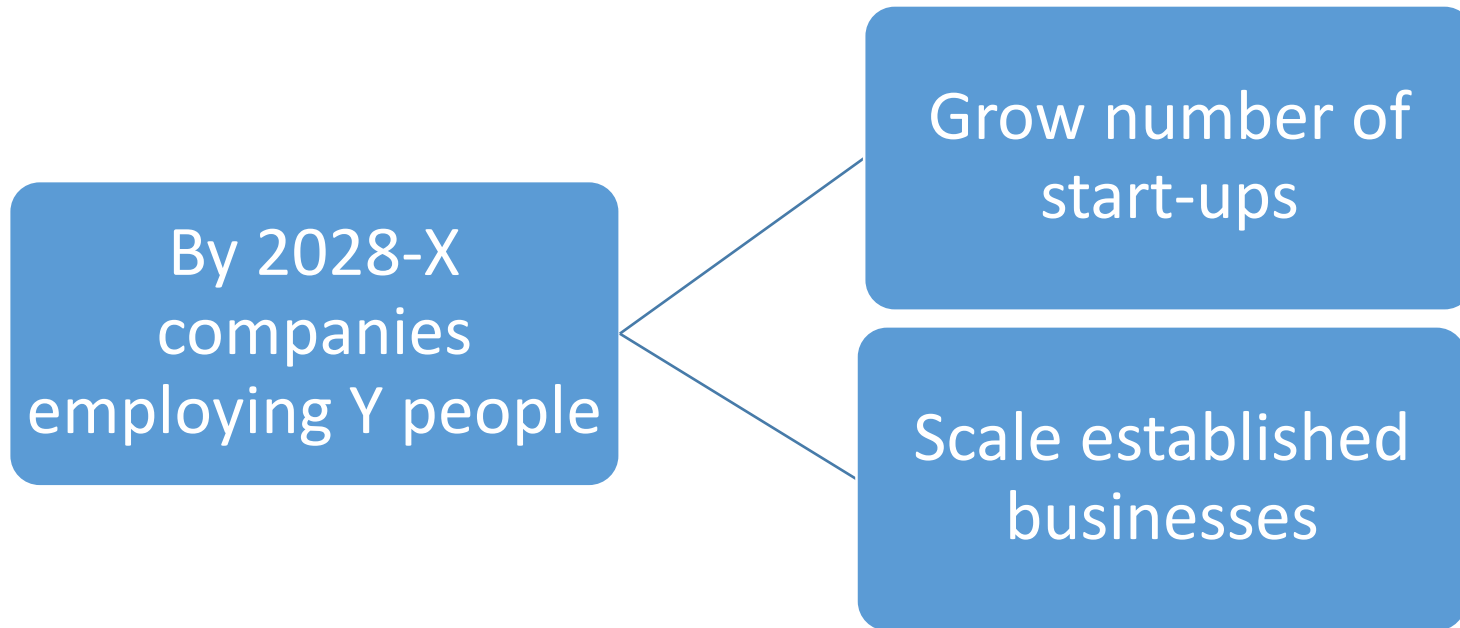 By 2028-X
companies
employing Y people
Grow number of
start-ups
Scale established
businesses